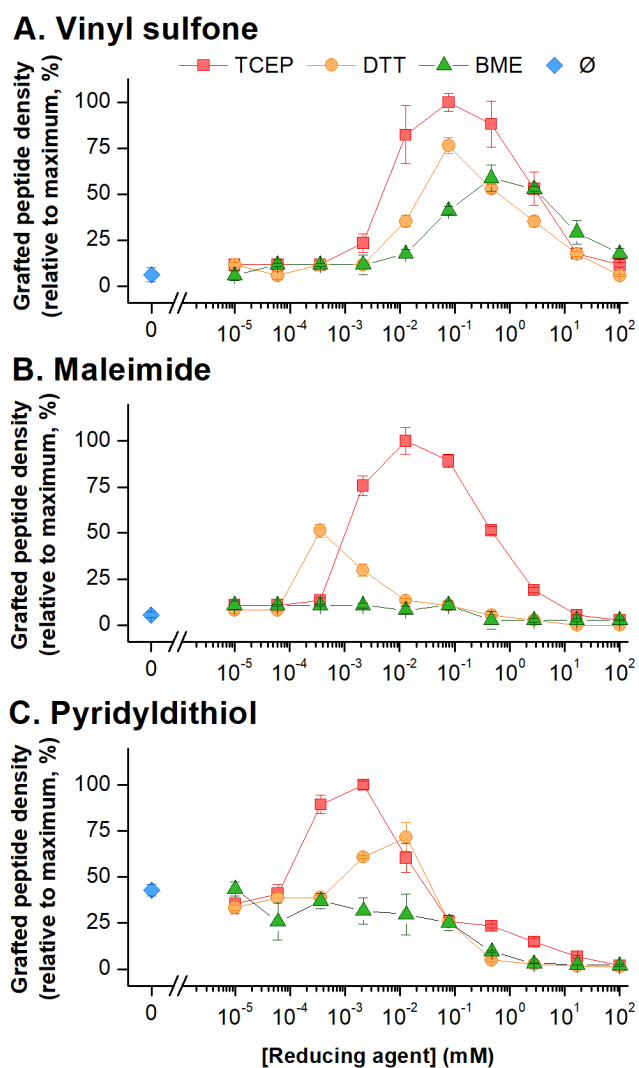 A. Vinyl sulfone
TCEP DTT BME Ø
Grafted peptide density
(relative to maximum, %)
100
75
50
25
0
0 10⁻⁵ 10⁻⁴ 10⁻³ 10⁻² 10⁻¹ 10⁰ 10¹ 10²
B. Maleimide
Grafted peptide density
(relative to maximum, %)
100
75
50
25
0
0 10⁻⁵ 10⁻⁴ 10⁻³ 10⁻² 10⁻¹ 10⁰ 10¹ 10²
C. Pyridyldithiol
Grafted peptide density
(relative to maximum, %)
100
75
50
25
0
0 10⁻⁵ 10⁻⁴ 10⁻³ 10⁻² 10⁻¹ 10⁰ 10¹ 10²
[Reducing agent] (mM)